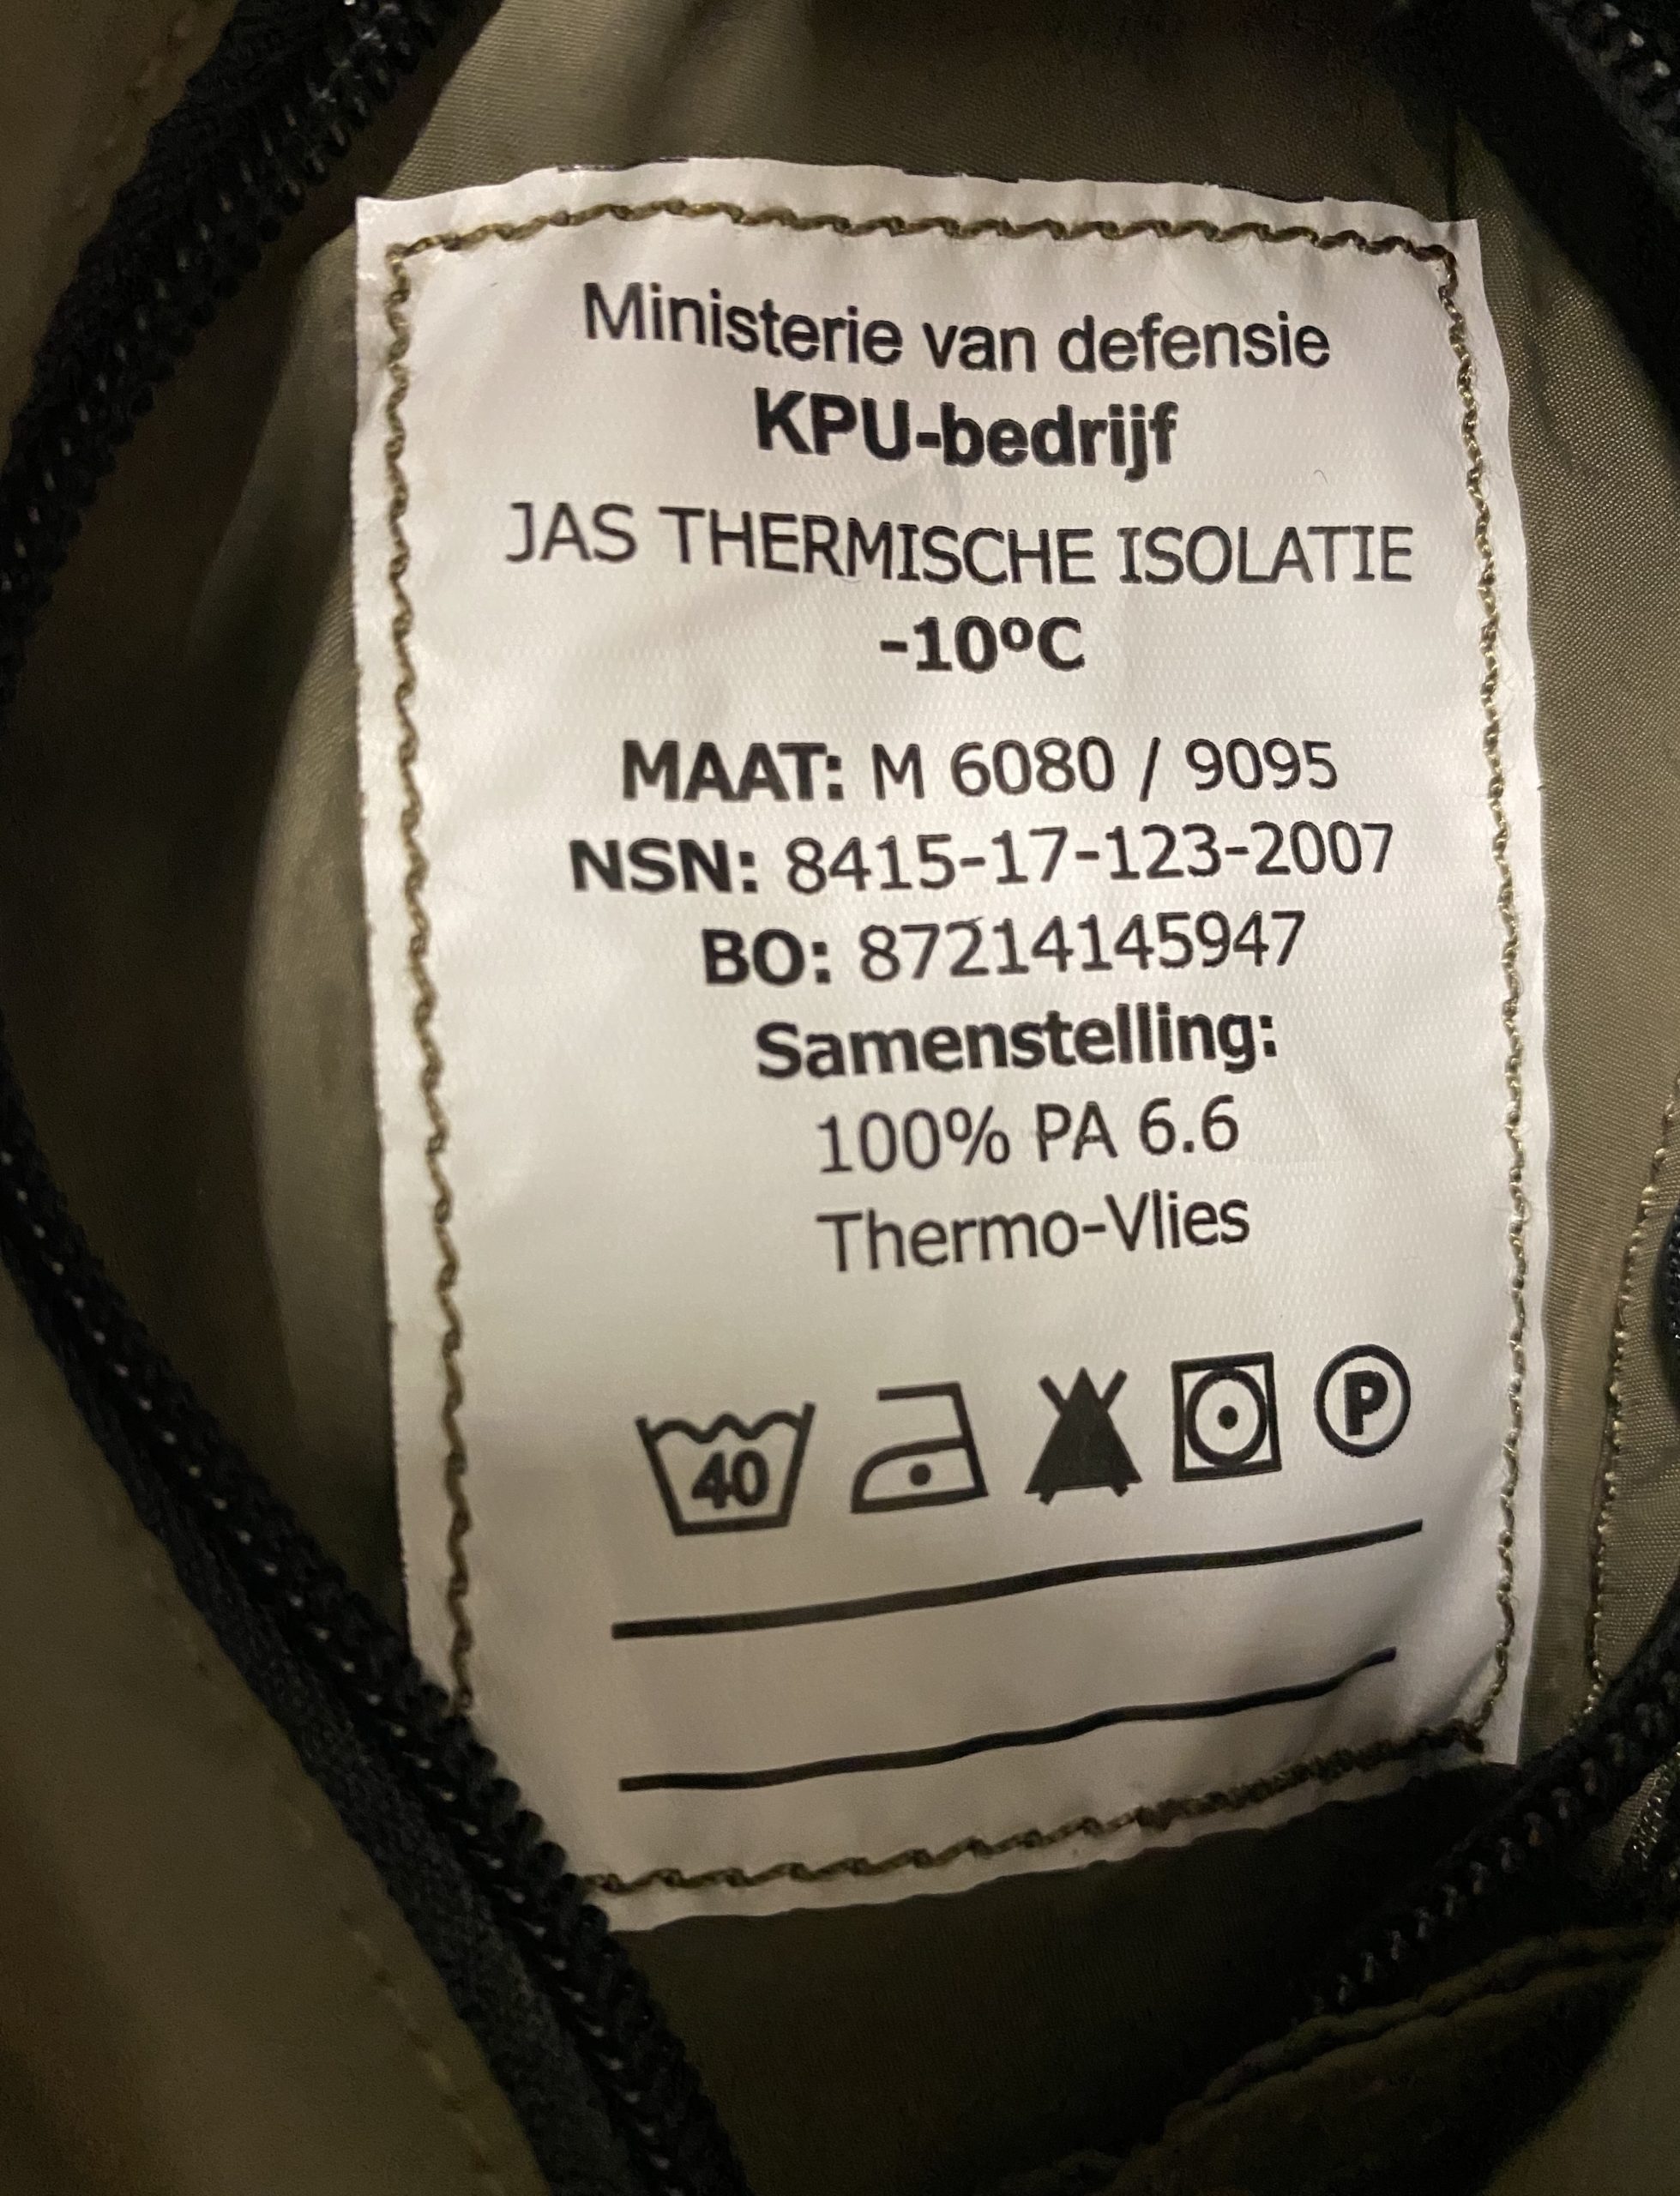 Ministerie van defensie
KPU-bedrijf
JAS THERMISCHE ISOLATIE
-10ºC
MAAT: M 6080 / 9095
NSN: 8415-17-123-2007
BO: 87214145947
Samenstelling:
100% PA 6.6
Thermo-Vlies
40 P